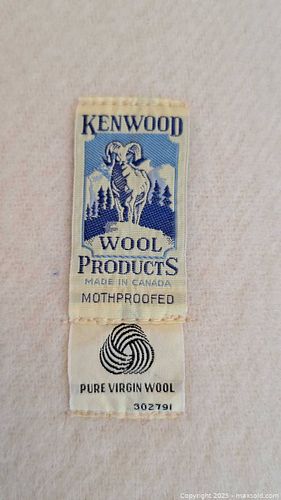 KENWOOD
WOOL
PRODUCTS
MADE IN CANADA
MOTHPROOFED
PURE VIRGIN WOOL
302791
Copyright 2025 - maxsold.com